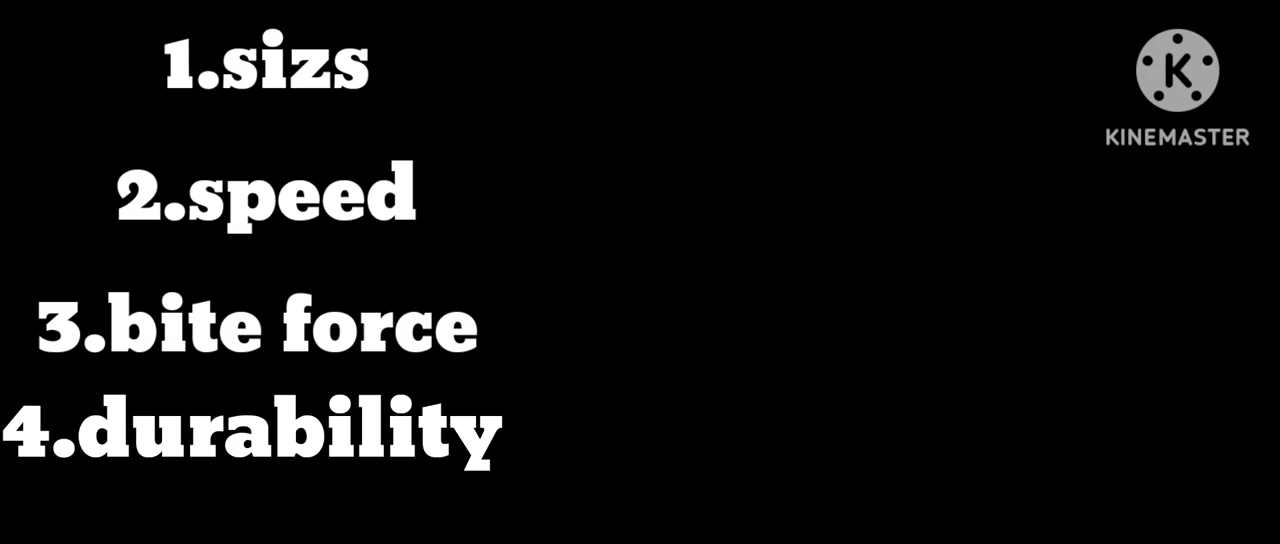 1.sizs
2.speed
3.bite force
4.durability
K
KINEMASTER